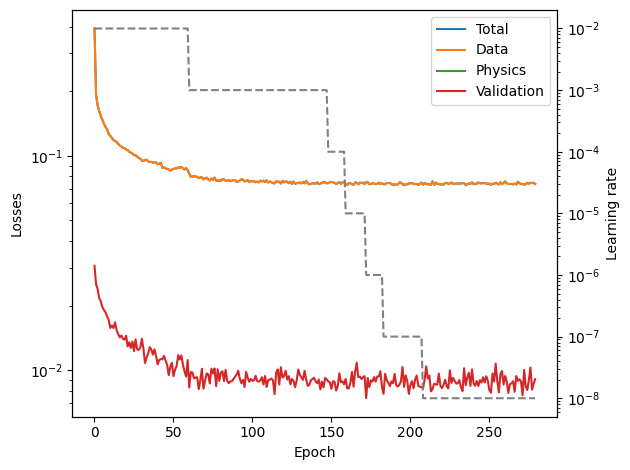 Total
Data
Physics
Validation
Losses
10⁻¹
10⁻²
10⁻²
10⁻³
10⁻⁴
10⁻⁵
10⁻⁶
10⁻⁷
10⁻⁸
Learning rate
0 50 100 150 200 250
Epoch